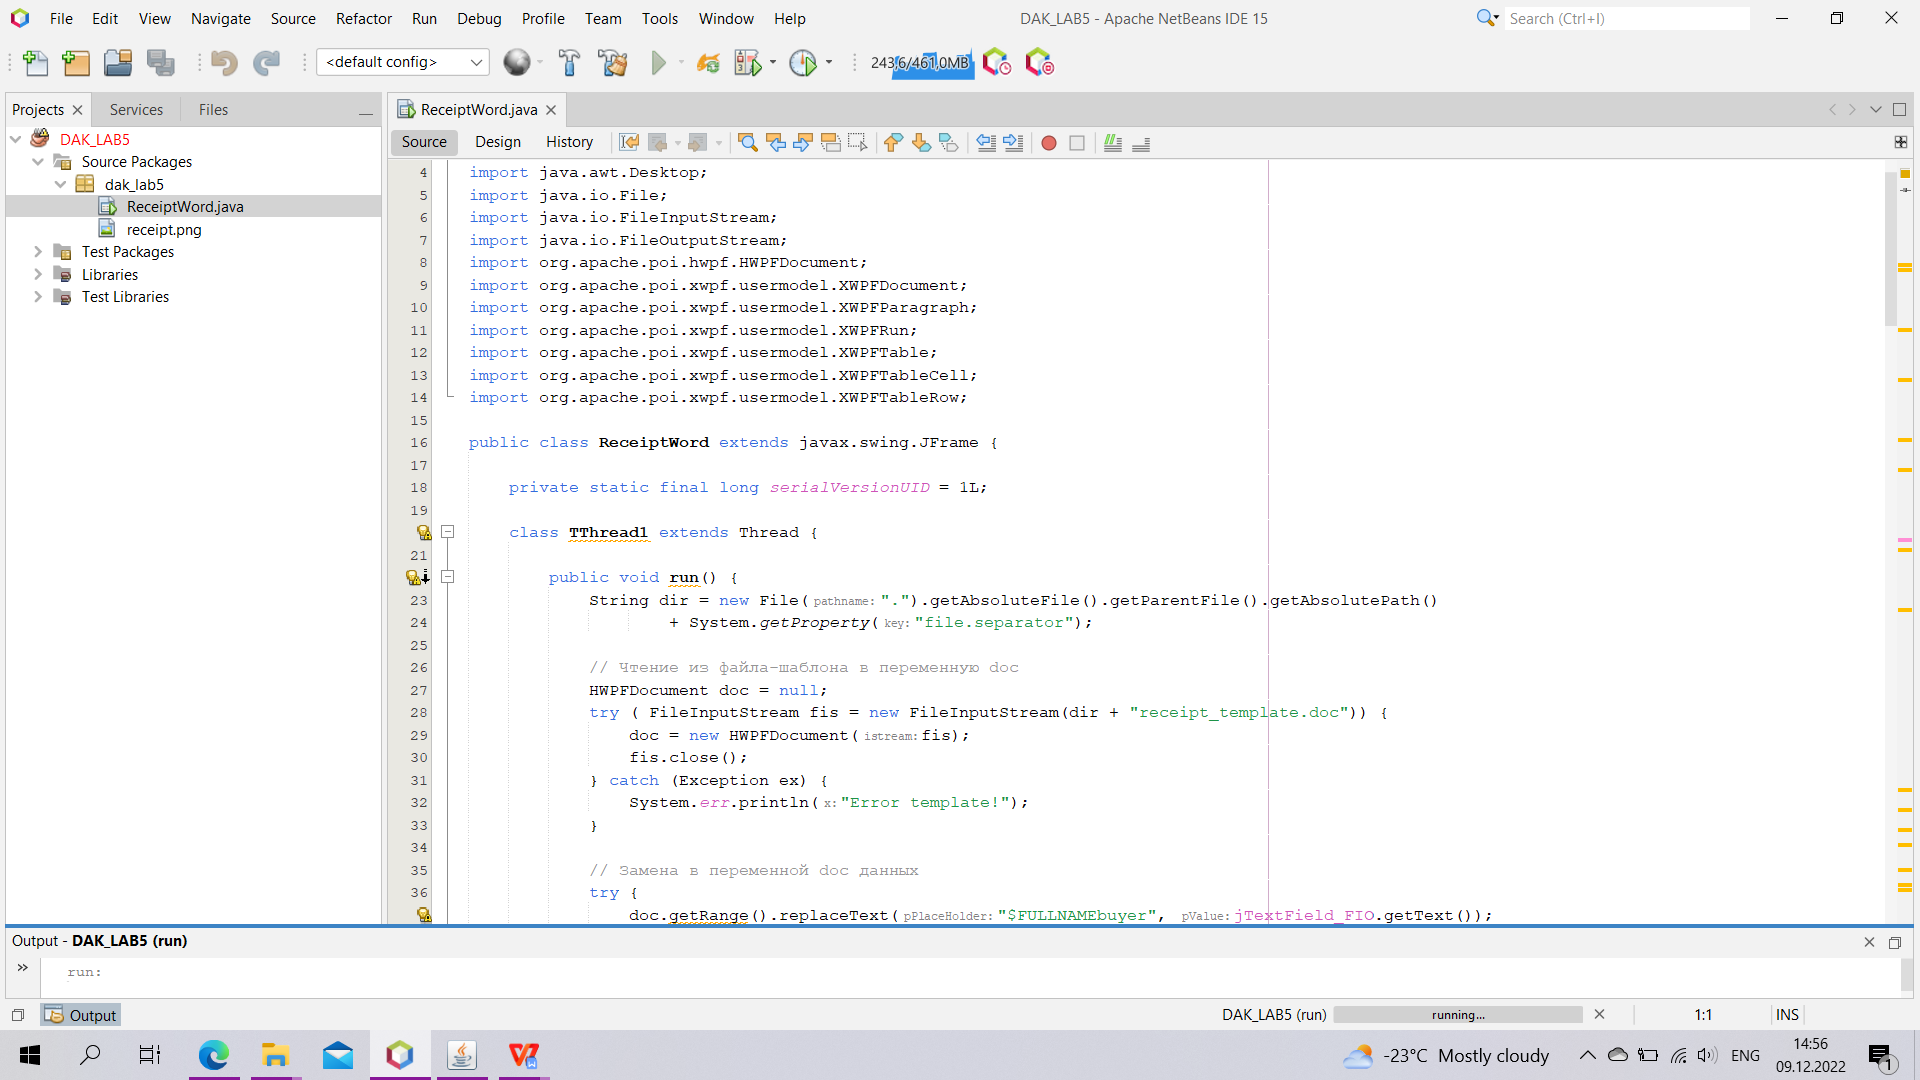 File Edit View Navigate Source Refactor Run Debug Profile Team Tools Window Help
DAK_LAB5 - Apache NetBeans IDE 15
Search (Ctrl+I)
<default config>
243,6/461,0MB
Projects
Services
Files
DAK_LAB5
Source Packages
dak_lab5
ReceiptWord.java
receipt.png
Test Packages
Libraries
Test Libraries
ReceiptWord.java
Source Design History
4 import java.awt.Desktop;
5 import java.io.File;
6 import java.io.FileInputStream;
7 import java.io.FileOutputStream;
8 import org.apache.poi.hwpf.HWPFDocument;
9 import org.apache.poi.xwpf.usermodel.XWPFDocument;
10 import org.apache.poi.xwpf.usermodel.XWPFParagraph;
11 import org.apache.poi.xwpf.usermodel.XWPFRun;
12 import org.apache.poi.xwpf.usermodel.XWPFTable;
13 import org.apache.poi.xwpf.usermodel.XWPFTableCell;
14 import org.apache.poi.xwpf.usermodel.XWPFTableRow;
15
16 public class ReceiptWord extends javax.swing.JFrame {
17
18 private static final long serialVersionUID = 1L;
19
class TThread1 extends Thread {
21
public void run() {
23 String dir = new File( pathname: ".").getAbsoluteFile().getParentFile().getAbsolutePath()
24 + System.getProperty( key: "file.separator");
25
26 // Чтение из файла-шаблона в переменную doc
27 HWPFDocument doc = null;
28 try ( FileInputStream fis = new FileInputStream(dir + "receipt_template.doc")) {
29 doc = new HWPFDocument( istream: fis);
30 fis.close();
31 } catch (Exception ex) {
32 System.err.println( x: "Error template!");
33 }
34
35 // Замена в переменной doc данных
36 try {
doc.getRange().replaceText( pPlaceHolder: "$FULLNAMEbuyer", pValue: jTextField_FIO.getText());
Output - DAK_LAB5 (run)
run:
Output
DAK_LAB5 (run)
running...
1:1
INS
-23°C Mostly cloudy
ENG
14:56
09.12.2022
1